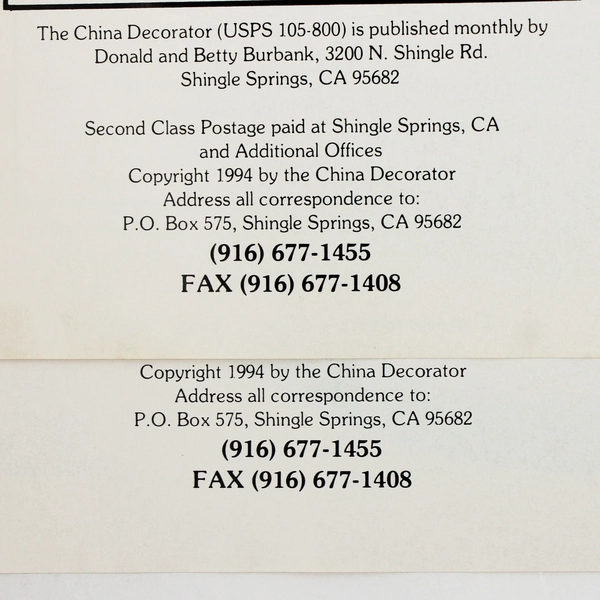 The China Decorator (USPS 105-800) is published monthly by
Donald and Betty Burbank, 3200 N. Shingle Rd.
Shingle Springs, CA 95682
Second Class Postage paid at Shingle Springs, CA
and Additional Offices
Copyright 1994 by the China Decorator
Address all correspondence to:
P.O. Box 575, Shingle Springs, CA 95682
(916) 677-1455
FAX (916) 677-1408
Copyright 1994 by the China Decorator
Address all correspondence to:
P.O. Box 575, Shingle Springs, CA 95682
(916) 677-1455
FAX (916) 677-1408